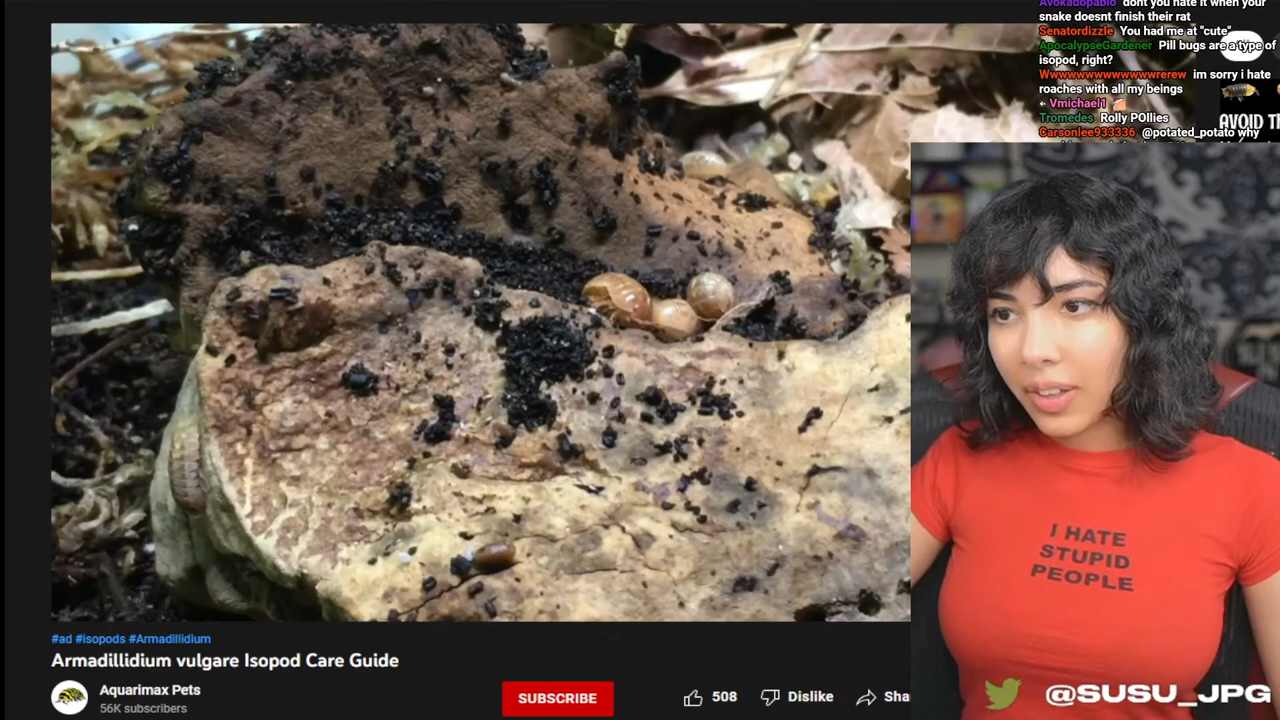 Avokadopablo dont you hate it when your
snake doesnt finish their rat
Senatordizzle You had me at "cute"
ApocalypseGardener Pill bugs are a type of
isopod, right?
Wwwwwwwwwwwwwrerew im sorry i hate
roaches with all my beings
Vmichael1
Tromedes Rolly POllies
Carsonlee933336 @potated_potato why
AVOID
I HATE
STUPID
PEOPLE
#ad #isopods #Armadillidium
Armadillidium vulgare Isopod Care Guide
Aquarimax Pets
56K subscribers
SUBSCRIBE
508
Dislike
Sha
@SUSU_JPG